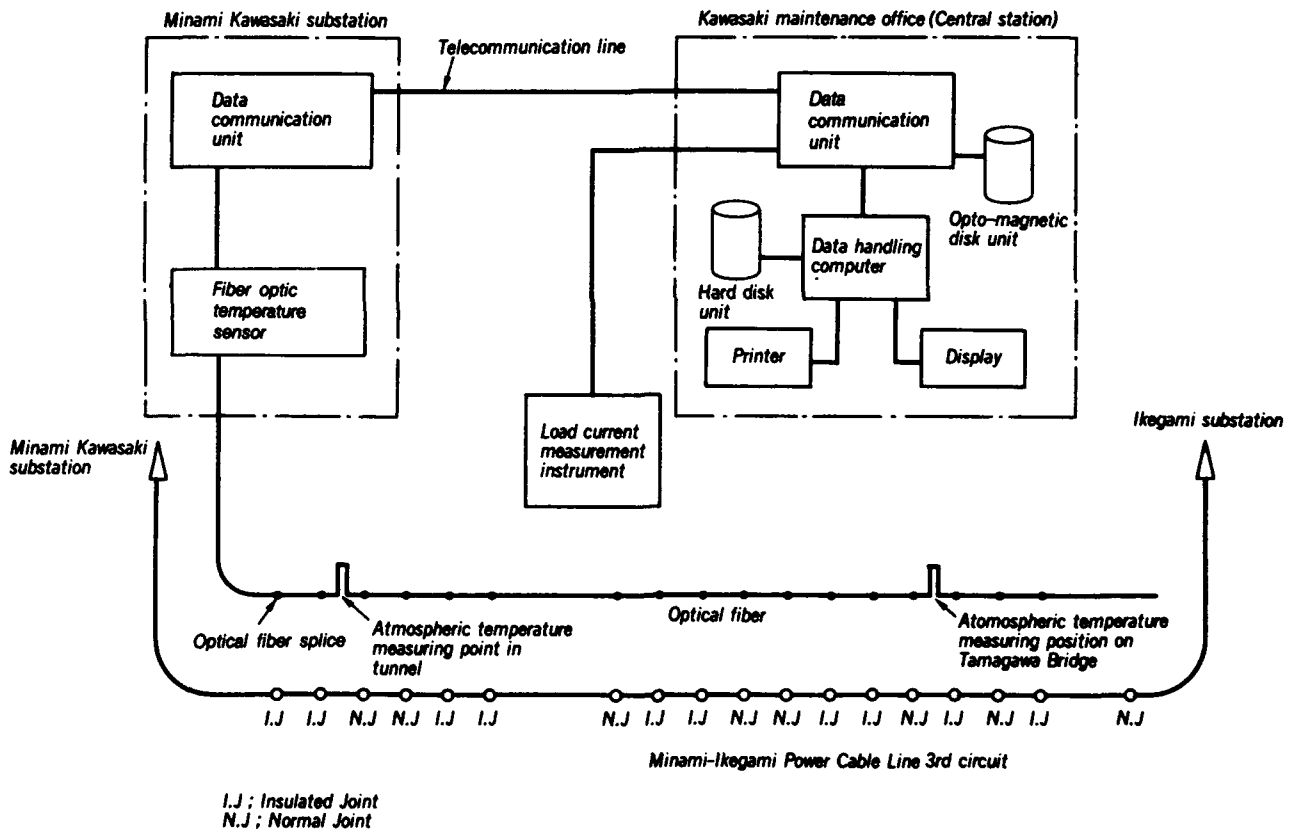 Minami Kawasaki substation
Kawasaki maintenance office (Central station)
Telecommunication line
Data
communication
unit
Data
communication
unit
Opto-magnetic
disk unit
Data handling
computer
Hard disk
unit
Fiber optic
temperature
sensor
Printer
Display
Load current
measurement
instrument
Minami Kawasaki
substation
Ikegami substation
Optical fiber splice
Atmospheric temperature
measuring point in
tunnel
Optical fiber
Atomospheric temperature
measuring position on
Tamagawa Bridge
I.J I.J N.J N.J I.J I.J N.J I.J I.J N.J N.J I.J I.J N.J I.J N.J I.J N.J
Minami-Ikegami Power Cable Line 3rd circuit
I.J ; Insulated Joint
N.J ; Normal Joint